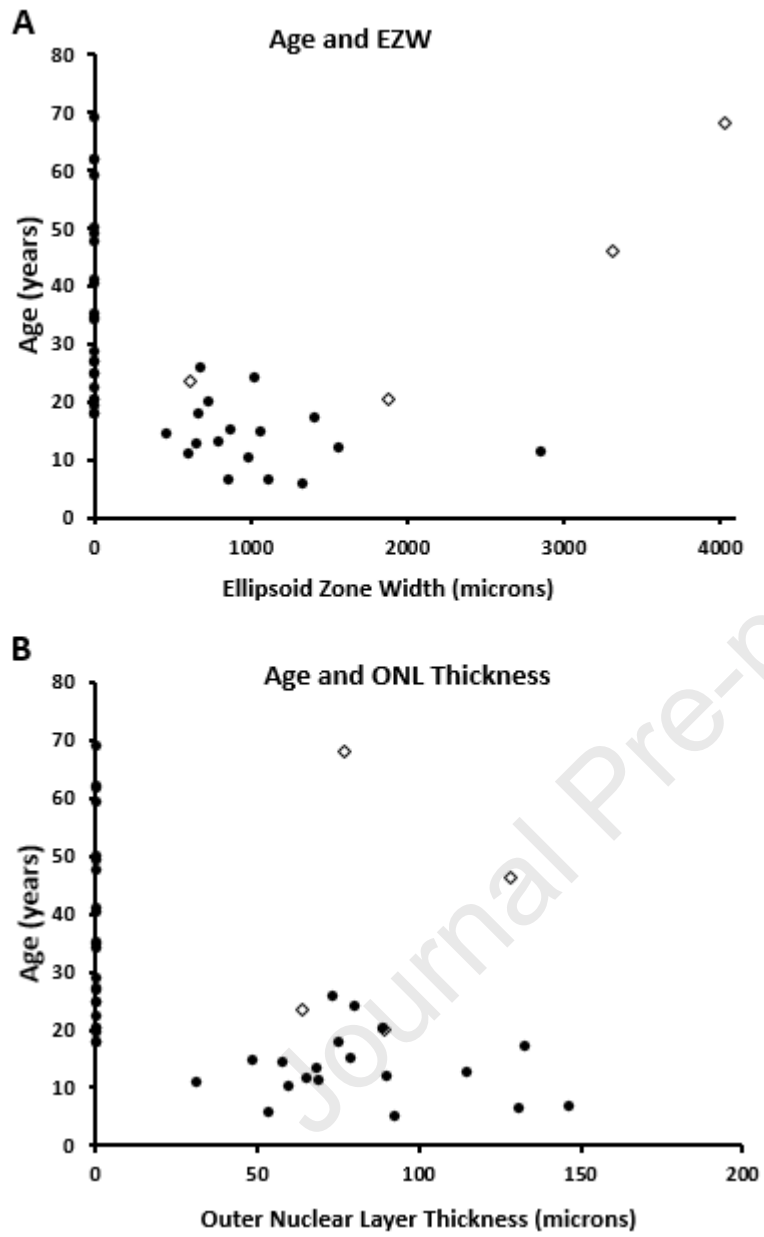 A
Age and EZW
80
70
60
50
40
30
20
10
0
Age (years)
0 1000 2000 3000 4000
Ellipsoid Zone Width (microns)
B
Age and ONL Thickness
80
70
60
50
40
30
20
10
0
Age (years)
0 50 100 150 200
Outer Nuclear Layer Thickness (microns)
Journal Pre-p